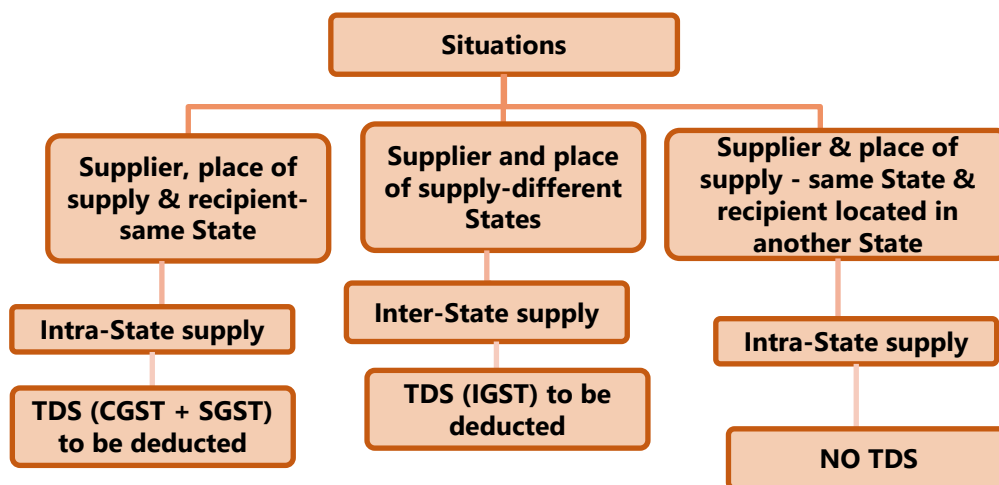 Situations
Supplier, place of
supply & recipient-
same State
Supplier and place
of supply-different
States
Supplier & place of
supply - same State &
recipient located in
another State
Intra-State supply
Inter-State supply
Intra-State supply
TDS (CGST + SGST)
to be deducted
TDS (IGST) to be
deducted
NO TDS